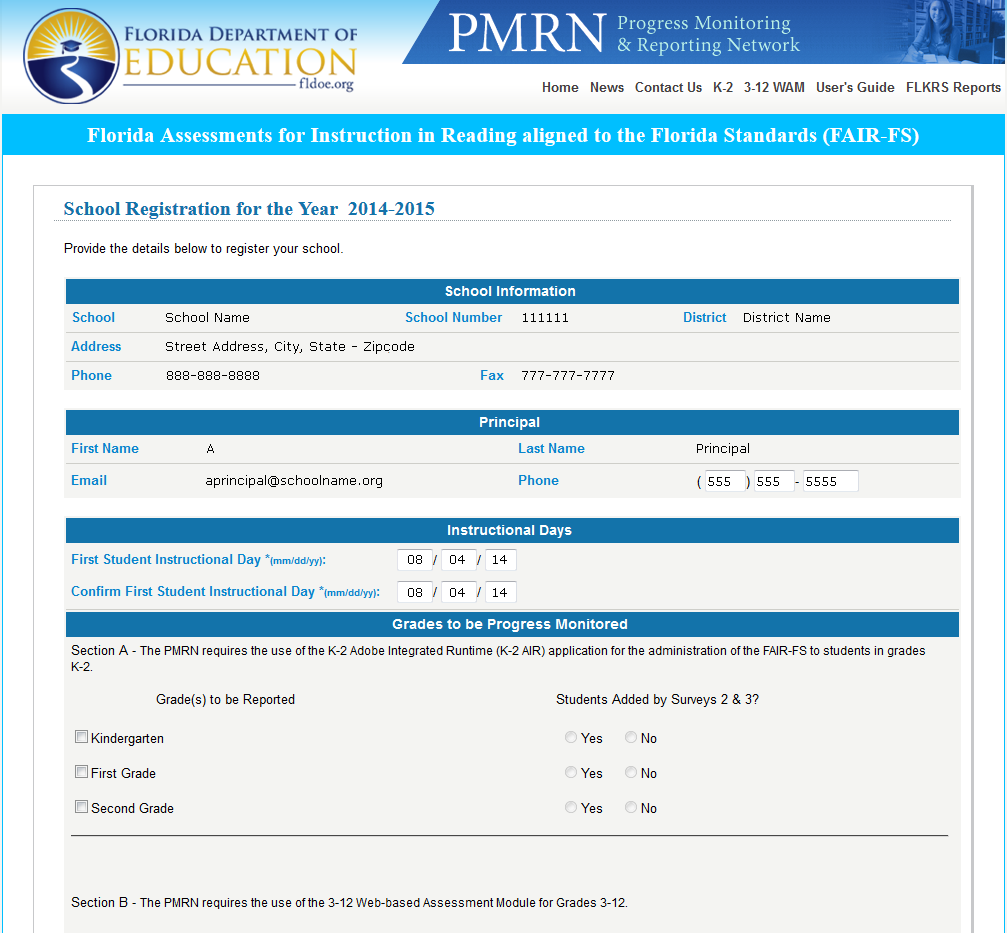 FLORIDA DEPARTMENT OF
EDUCATION
fldoe.org
PMRN Progress Monitoring
& Reporting Network
Home News Contact Us K-2 3-12 WAM User's Guide FLKRS Reports
Florida Assessments for Instruction in Reading aligned to the Florida Standards (FAIR-FS)
School Registration for the Year 2014-2015
Provide the details below to register your school.
School Information
School School Name School Number 111111 District District Name
Address Street Address, City, State - Zipcode
Phone 888-888-8888 Fax 777-777-7777
Principal
First Name A Last Name Principal
Email aprincipal@schoolname.org Phone ( 555 ) 555 - 5555
Instructional Days
First Student Instructional Day *(mm/dd/yy): 08 / 04 / 14
Confirm First Student Instructional Day *(mm/dd/yy): 08 / 04 / 14
Grades to be Progress Monitored
Section A - The PMRN requires the use of the K-2 Adobe Integrated Runtime (K-2 AIR) application for the administration of the FAIR-FS to students in grades
K-2.
Grade(s) to be Reported Students Added by Surveys 2 & 3?
Kindergarten Yes No
First Grade Yes No
Second Grade Yes No
Section B - The PMRN requires the use of the 3-12 Web-based Assessment Module for Grades 3-12.